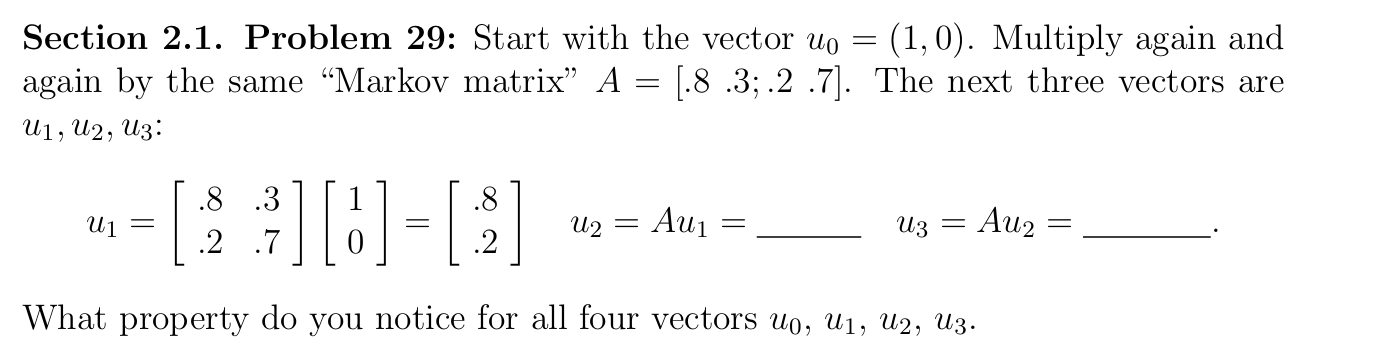 Section 2.1. Problem 29: Start with the vector u₀ = (1, 0). Multiply again and
again by the same “Markov matrix” A = [.8 .3; .2 .7]. The next three vectors are
u₁, u₂, u₃:
u₁ = [ .8 .3 ; .2 .7 ] [ 1 ; 0 ] = [ .8 ; .2 ] u₂ = Au₁ = ______ u₃ = Au₂ = _______.
What property do you notice for all four vectors u₀, u₁, u₂, u₃.